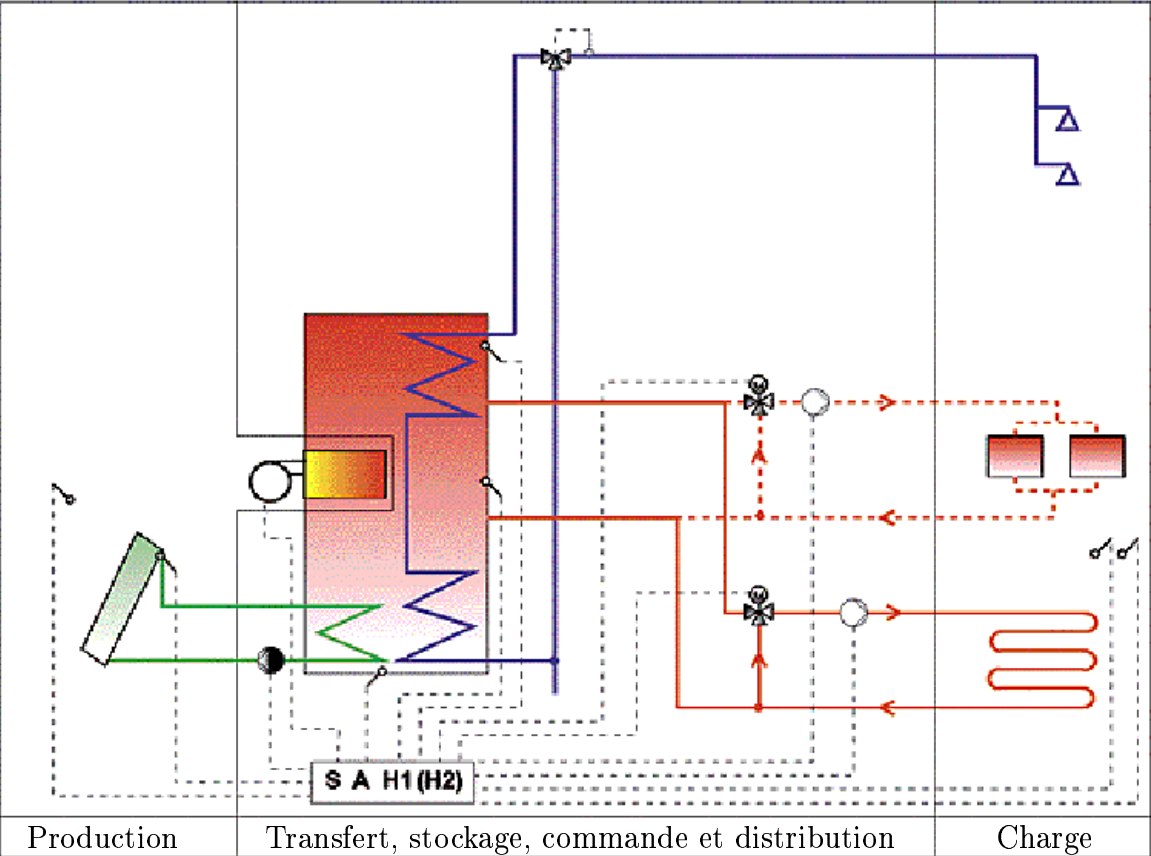 S A H1 (H2)
Production
Transfert, stockage, commande et distribution
Charge